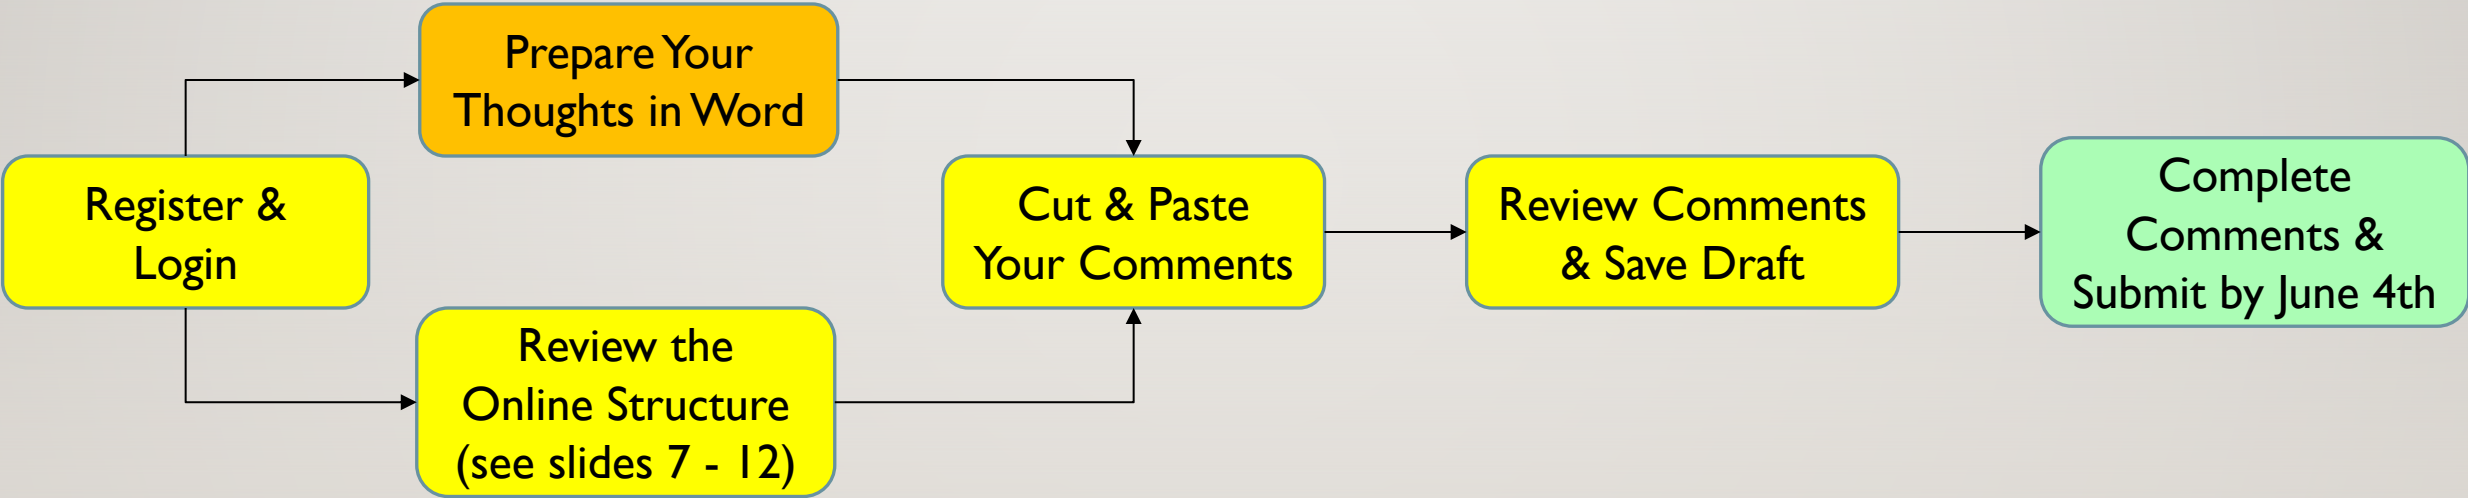 Prepare Your
Thoughts in Word
Register &
Login
Review the
Online Structure
(see slides 7 - 12)
Cut & Paste
Your Comments
Review Comments
& Save Draft
Complete
Comments &
Submit by June 4th